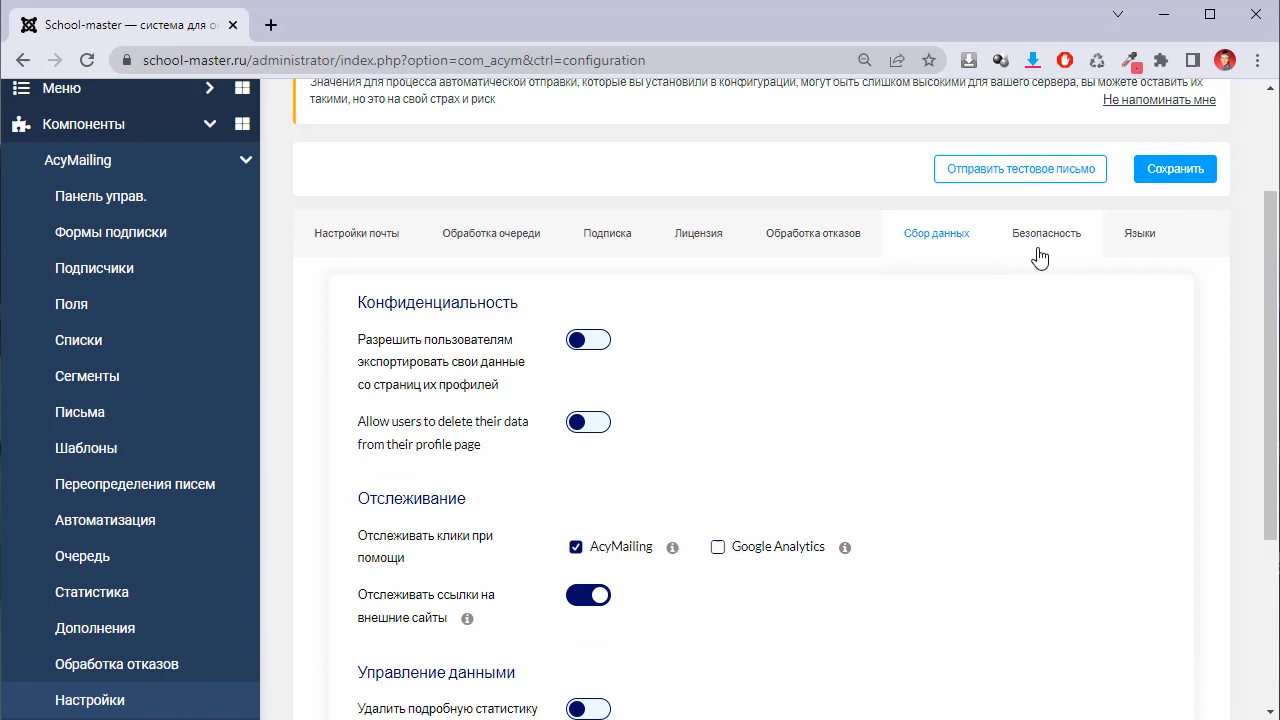 School-master — система для о
school-master.ru/administrator/index.php?option=com_acym&ctrl=configuration
Меню
Компоненты
AcyMailing
Панель управ.
Формы подписки
Подписчики
Поля
Списки
Сегменты
Письма
Шаблоны
Переопределения писем
Автоматизация
Очередь
Статистика
Дополнения
Обработка отказов
Настройки
Значения для процесса автоматической отправки, которые вы установили в конфигурации, могут быть слишком высокими для вашего сервера, вы можете оставить их
такими, но это на свой страх и риск
Не напоминать мне
Отправить тестовое письмо
Сохранить
Настройки почты
Обработка очереди
Подписка
Лицензия
Обработка отказов
Сбор данных
Безопасность
Языки
Конфиденциальность
Разрешить пользователям
экспортировать свои данные
со страниц их профилей
Allow users to delete their data
from their profile page
Отслеживание
Отслеживать клики при
помощи
AcyMailing
Google Analytics
Отслеживать ссылки на
внешние сайты
Управление данными
Удалить подробную статистику